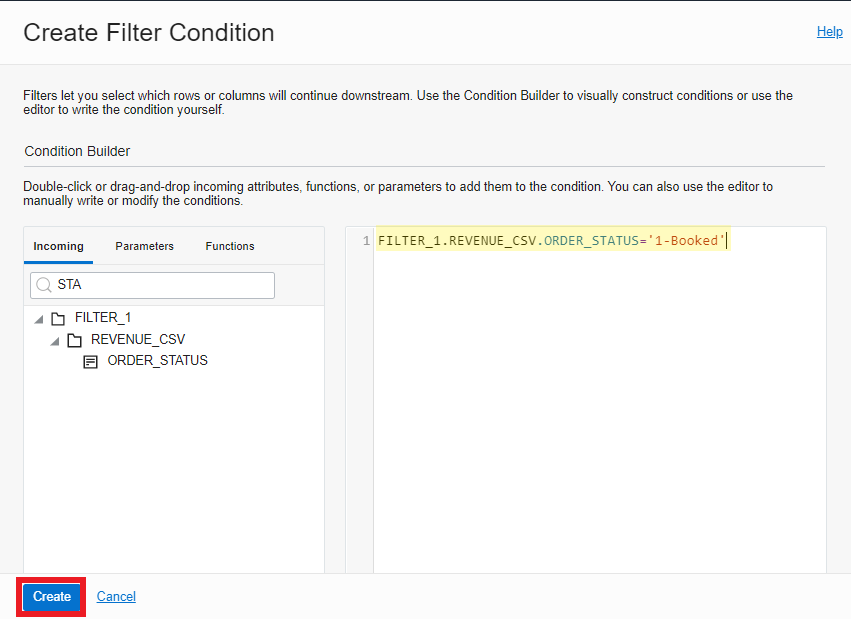 Create Filter Condition
Help
Filters let you select which rows or columns will continue downstream. Use the Condition Builder to visually construct conditions or use the
editor to write the condition yourself.
Condition Builder
Double-click or drag-and-drop incoming attributes, functions, or parameters to add them to the condition. You can also use the editor to
manually write or modify the conditions.
Incoming Parameters Functions
STA
FILTER_1
REVENUE_CSV
ORDER_STATUS
1 FILTER_1.REVENUE_CSV.ORDER_STATUS='1-Booked'
Create Cancel